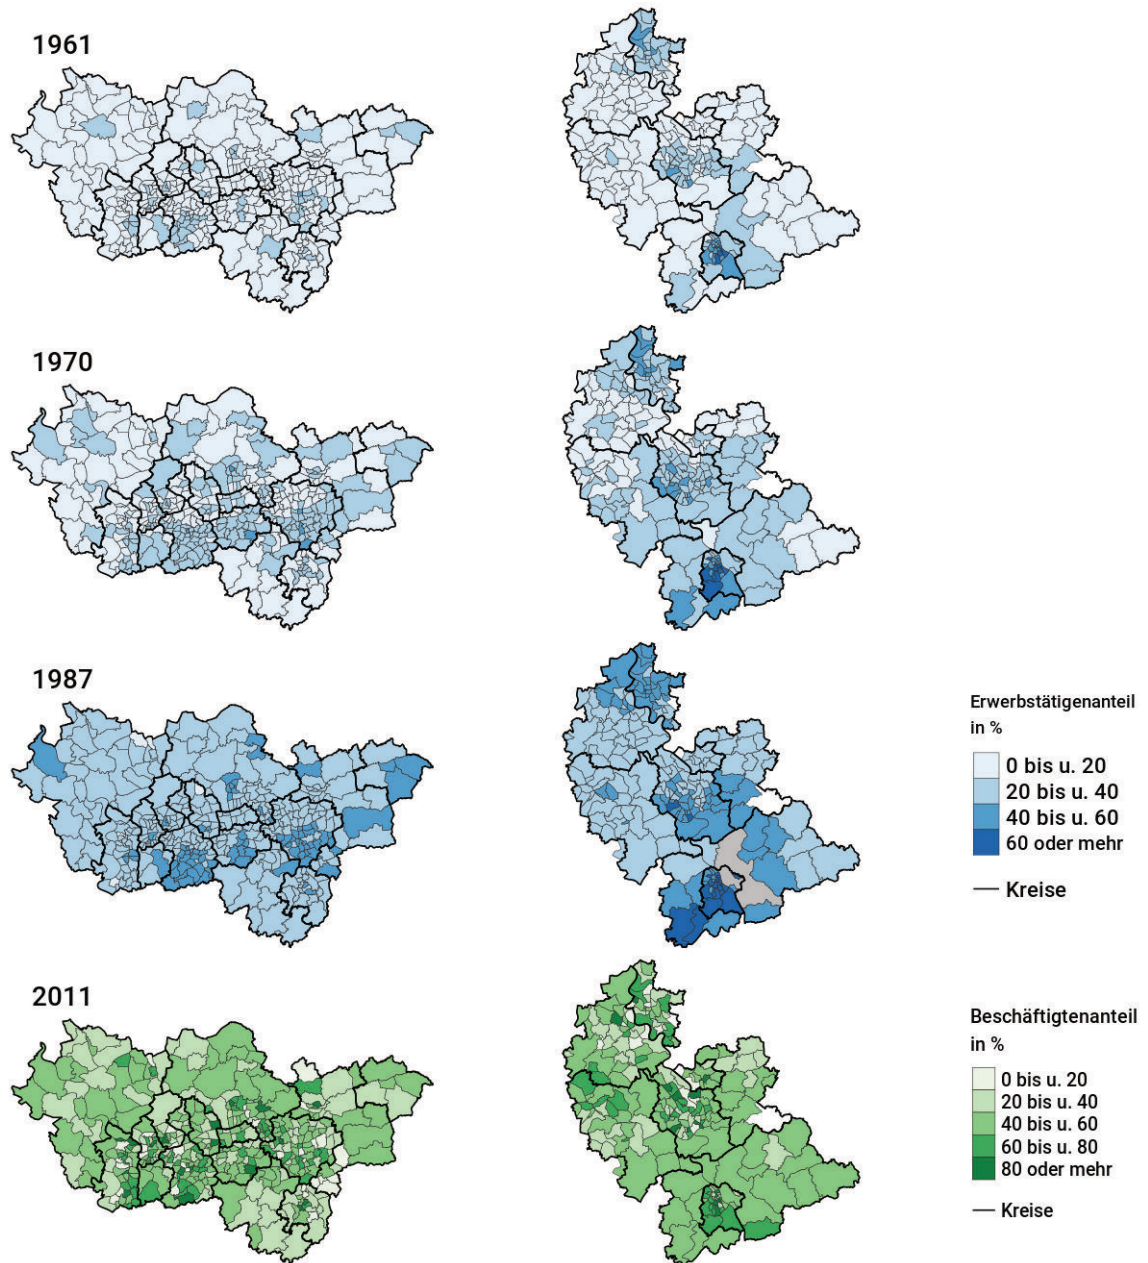 1961
1970
1987
Erwerbstätigenanteil
in %
0 bis u. 20
20 bis u. 40
40 bis u. 60
60 oder mehr
Kreise
2011
Beschäftigtenanteil
in %
0 bis u. 20
20 bis u. 40
40 bis u. 60
60 bis u. 80
80 oder mehr
Kreise